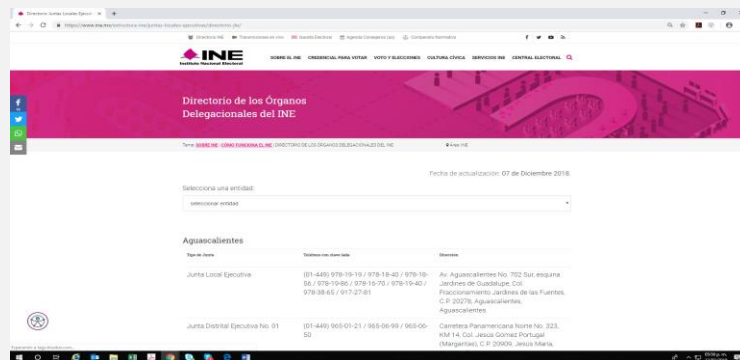 Directorio Juntas Locales Ejecuti
https://www.ine.mx/estructura-ine/juntas-locales-ejecutivas/directorio-jle/
Directorio INE Transmisiones en vivo Gaceta Electoral Agenda Consejeros Compendio Normativo
INE
Instituto Nacional Electoral
SOBRE EL INE CREDENCIAL PARA VOTAR VOTO Y ELECCIONES CULTURA CÍVICA SERVICIOS INE CENTRAL ELECTORAL
Directorio de los Órganos
Delegacionales del INE
Tema: SOBRE INE | CÓMO FUNCIONA EL INE | DIRECTORIO DE LOS ÓRGANOS DELEGACIONALES DEL INE Área: INE
Fecha de actualización: 07 de Diciembre 2018.
Selecciona una entidad:
seleccionar entidad
Aguascalientes
Tipo de Junta Teléfono con clave lada Dirección
Junta Local Ejecutiva (01-449) 978-19-19 / 978-18-40 / 978-18-
56 / 978-19-86 / 978-16-70 / 978-19-40 /
978-38-65 / 917-27-81
Av. Aguascalientes No. 702 Sur, esquina
Jardines de Guadalupe, Col.
Fraccionamiento Jardines de las Fuentes,
C.P. 20278, Aguascalientes,
Aguascalientes.
Junta Distrital Ejecutiva No. 01 (01-449) 965-01-21 / 965-06-99 / 965-06-
50
Carretera Panamericana Norte No. 323,
KM 14, Col. Jesús Gómez Portugal
(Margaritas), C.P. 20909, Jesús María,